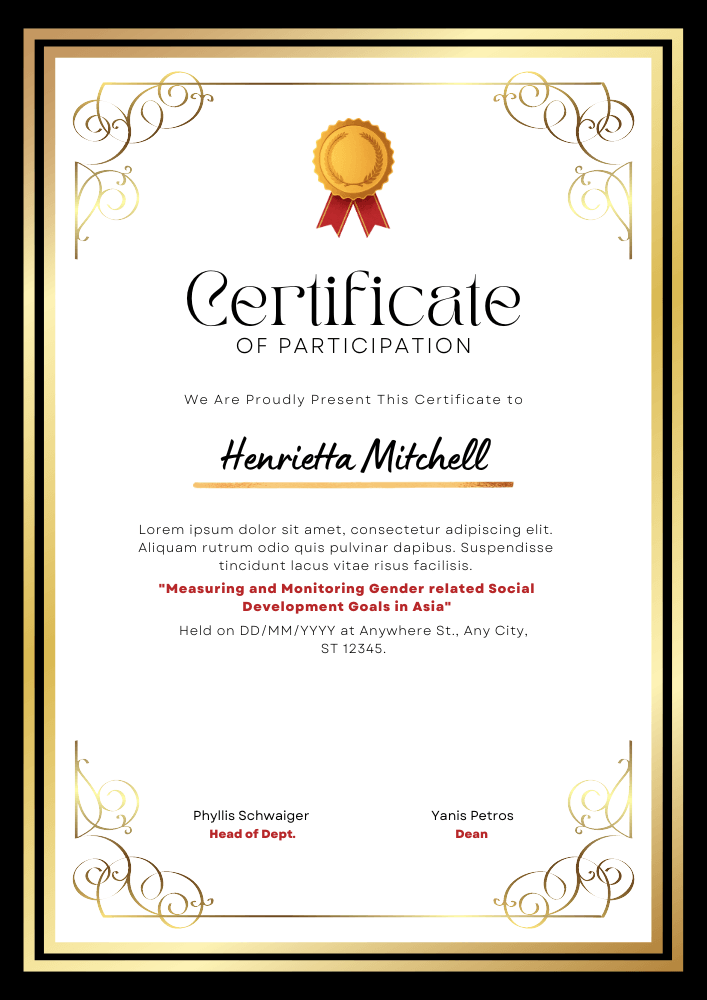 Certificate
OF PARTICIPATION
We Are Proudly Present This Certificate to
Henrietta Mitchell
Lorem ipsum dolor sit amet, consectetur adipiscing elit.
Aliquam rutrum odio quis pulvinar dapibus. Suspendisse
tincidunt lacus vitae risus facilisis.
"Measuring and Monitoring Gender related Social
Development Goals in Asia"
Held on DD/MM/YYYY at Anywhere St., Any City,
ST 12345.
Phyllis Schwaiger
Head of Dept.
Yanis Petros
Dean